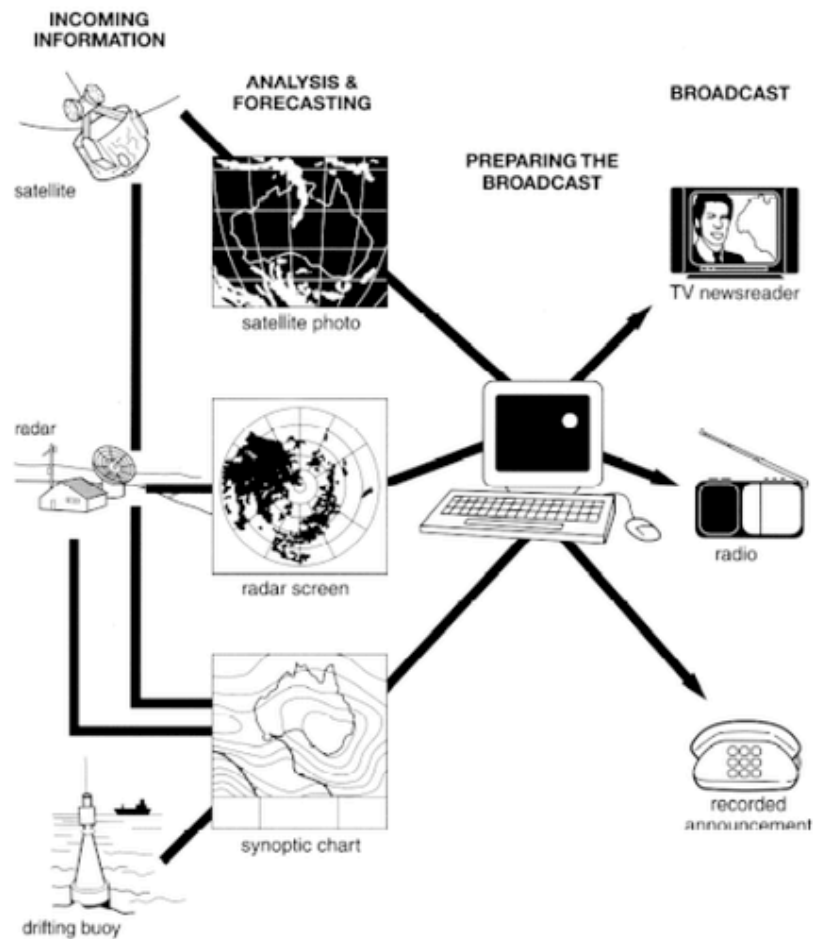 INCOMING
INFORMATION
ANALYSIS &
FORECASTING
PREPARING THE
BROADCAST
BROADCAST
satellite
satellite photo
TV newsreader
radar
radar screen
radio
synoptic chart
recorded
announcement
drifting buoy